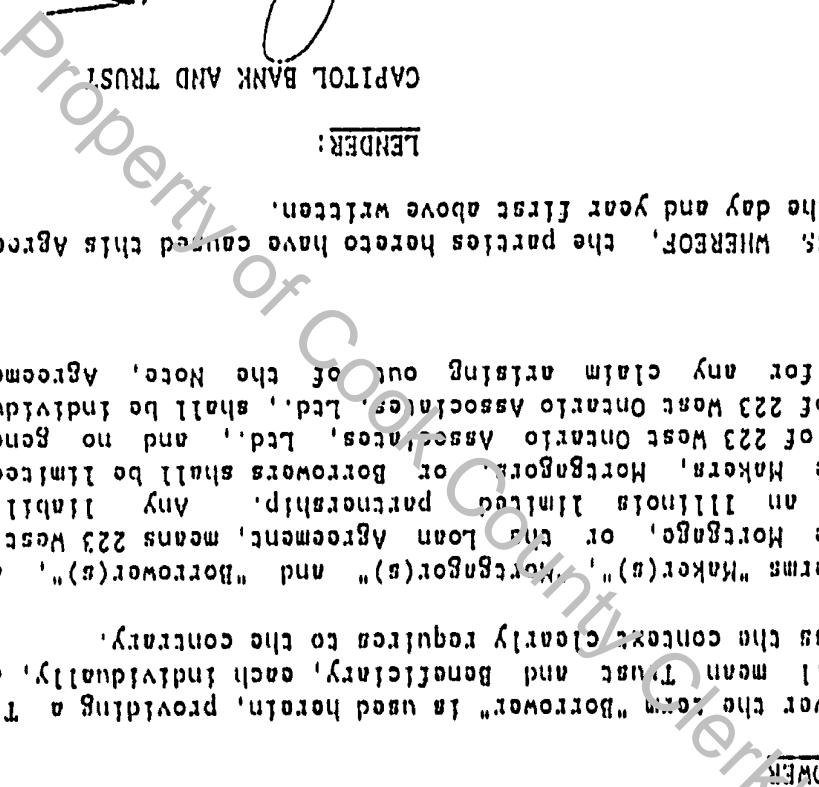 OWER
ver the term "Borrower" is used herein, providing a T
l mean Trust and Beneficiary, each individually,
ss the context clearly requires to the contrary.
erms "Maker(s)", "Mortgagor(s)" and "Borrower(s)",
e Mortgage, or the Loan Agreement, means 223 West
an Illinois limited partnership. Any liabil
e Makers, Mortgagors, or Borrowers shall be limited
of 223 West Ontario Associates, Ltd., and no gene
of 223 West Ontario Associates, Ltd., shall be individu
for any claim arising out of the Note, Agreeme
SS WHEREOF, the parties hereto have caused this Agree
he day and year first above written.
LENDER:
CAPITOL BANK AND TRUST
Property of Cook County Clerk